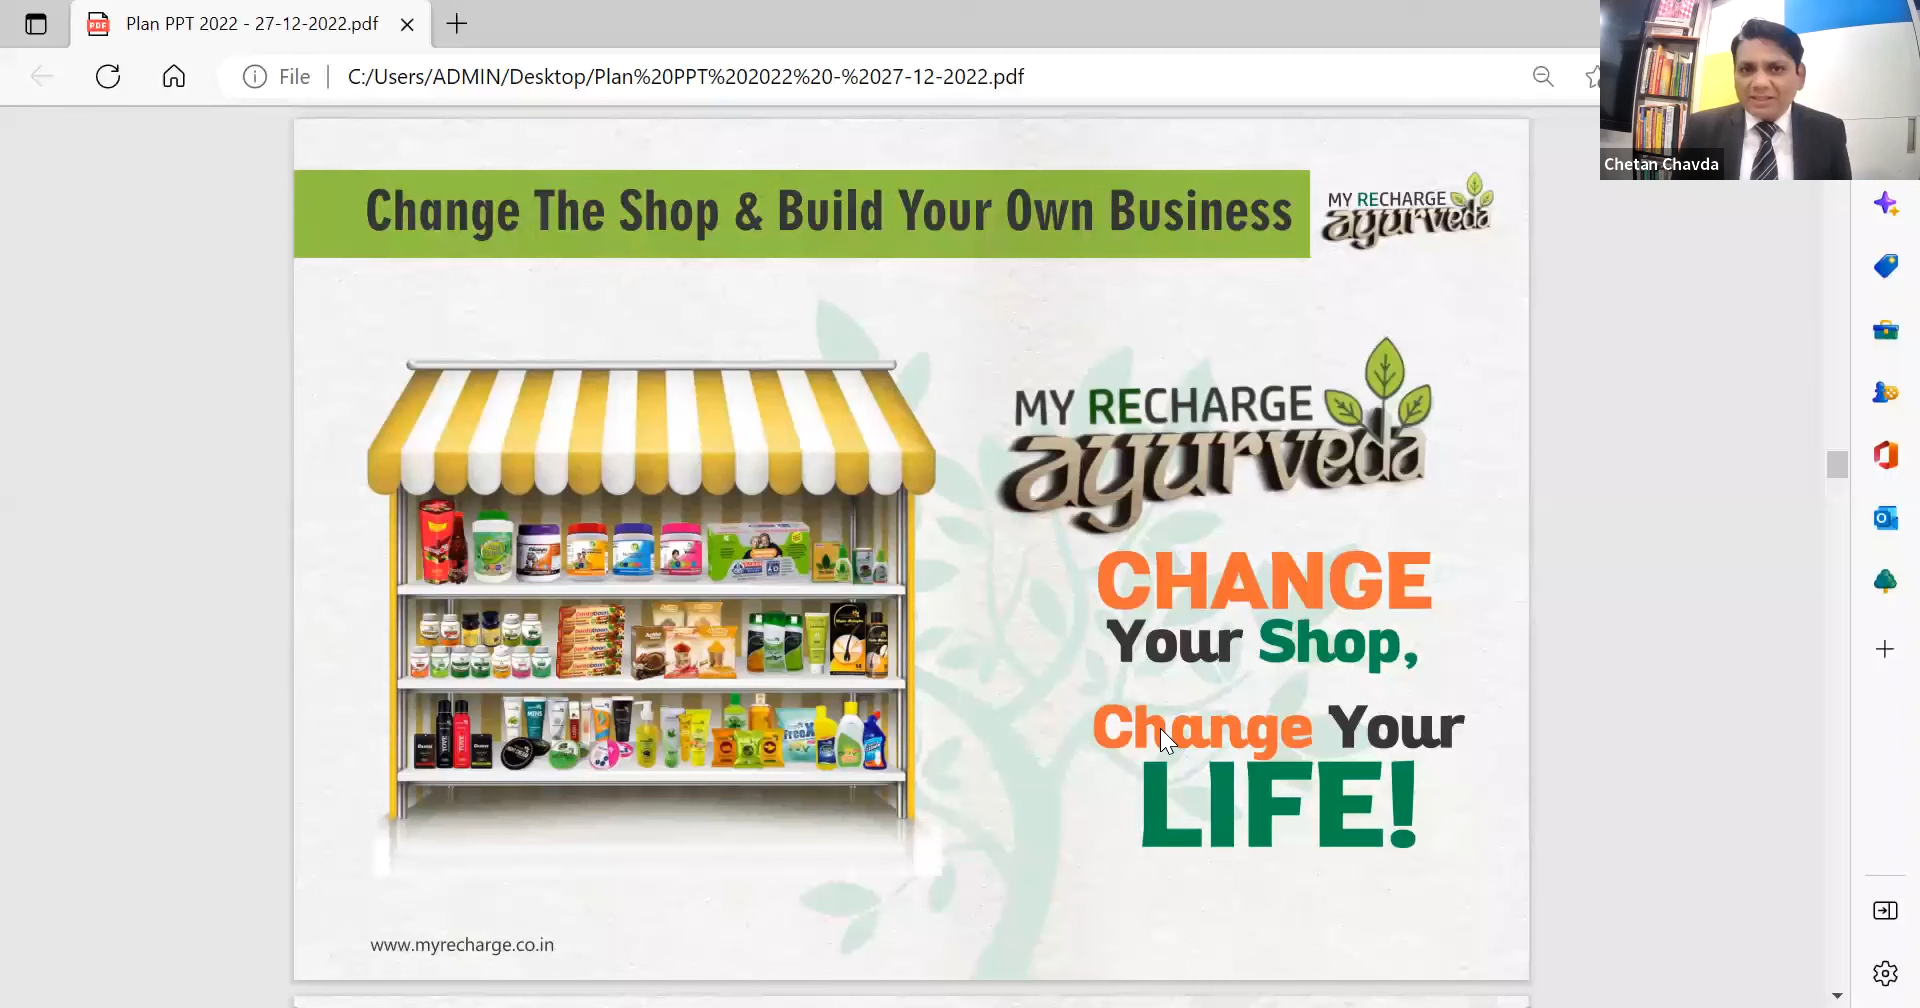 Plan PPT 2022 - 27-12-2022.pdf
File
C:/Users/ADMIN/Desktop/Plan%20PPT%202022%20-%2027-12-2022.pdf
Chetan Chavda
Change The Shop & Build Your Own Business
MY RECHARGE
ayurveda
MY RECHARGE
ayurveda
CHANGE
Your Shop,
Change Your
LIFE!
www.myrecharge.co.in